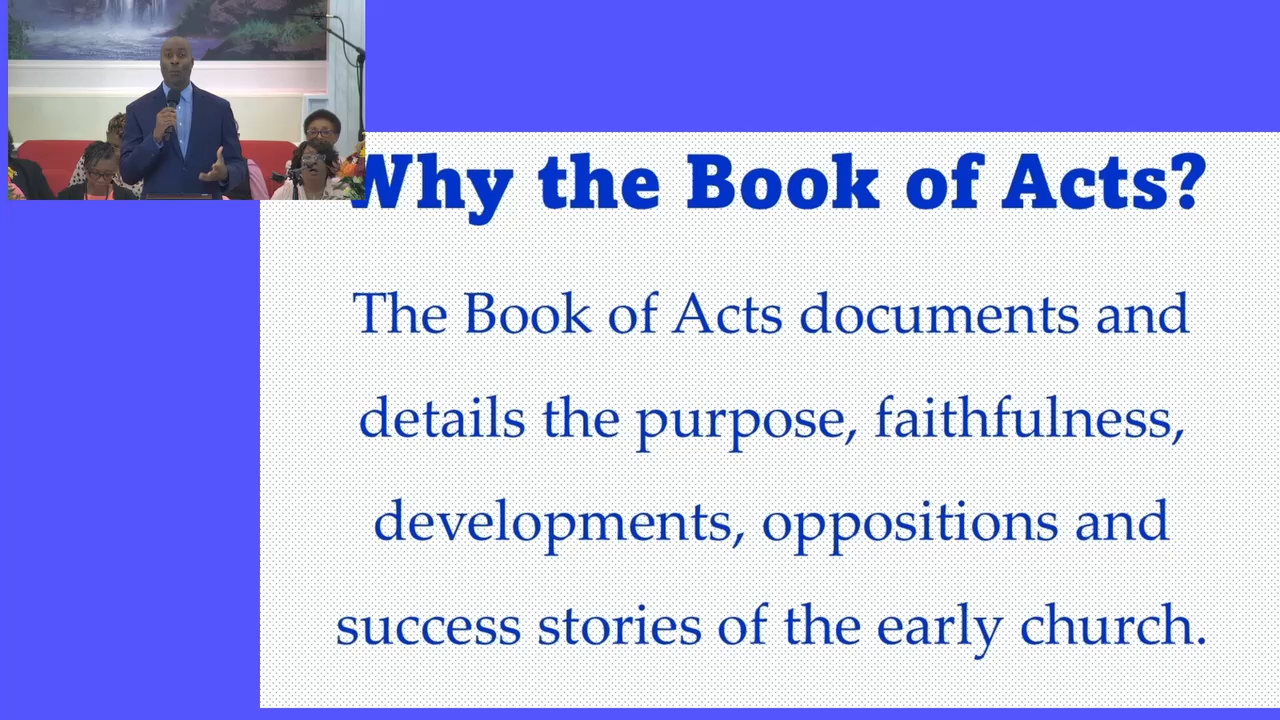 Why the Book of Acts?
The Book of Acts documents and
details the purpose, faithfulness,
developments, oppositions and
success stories of the early church.